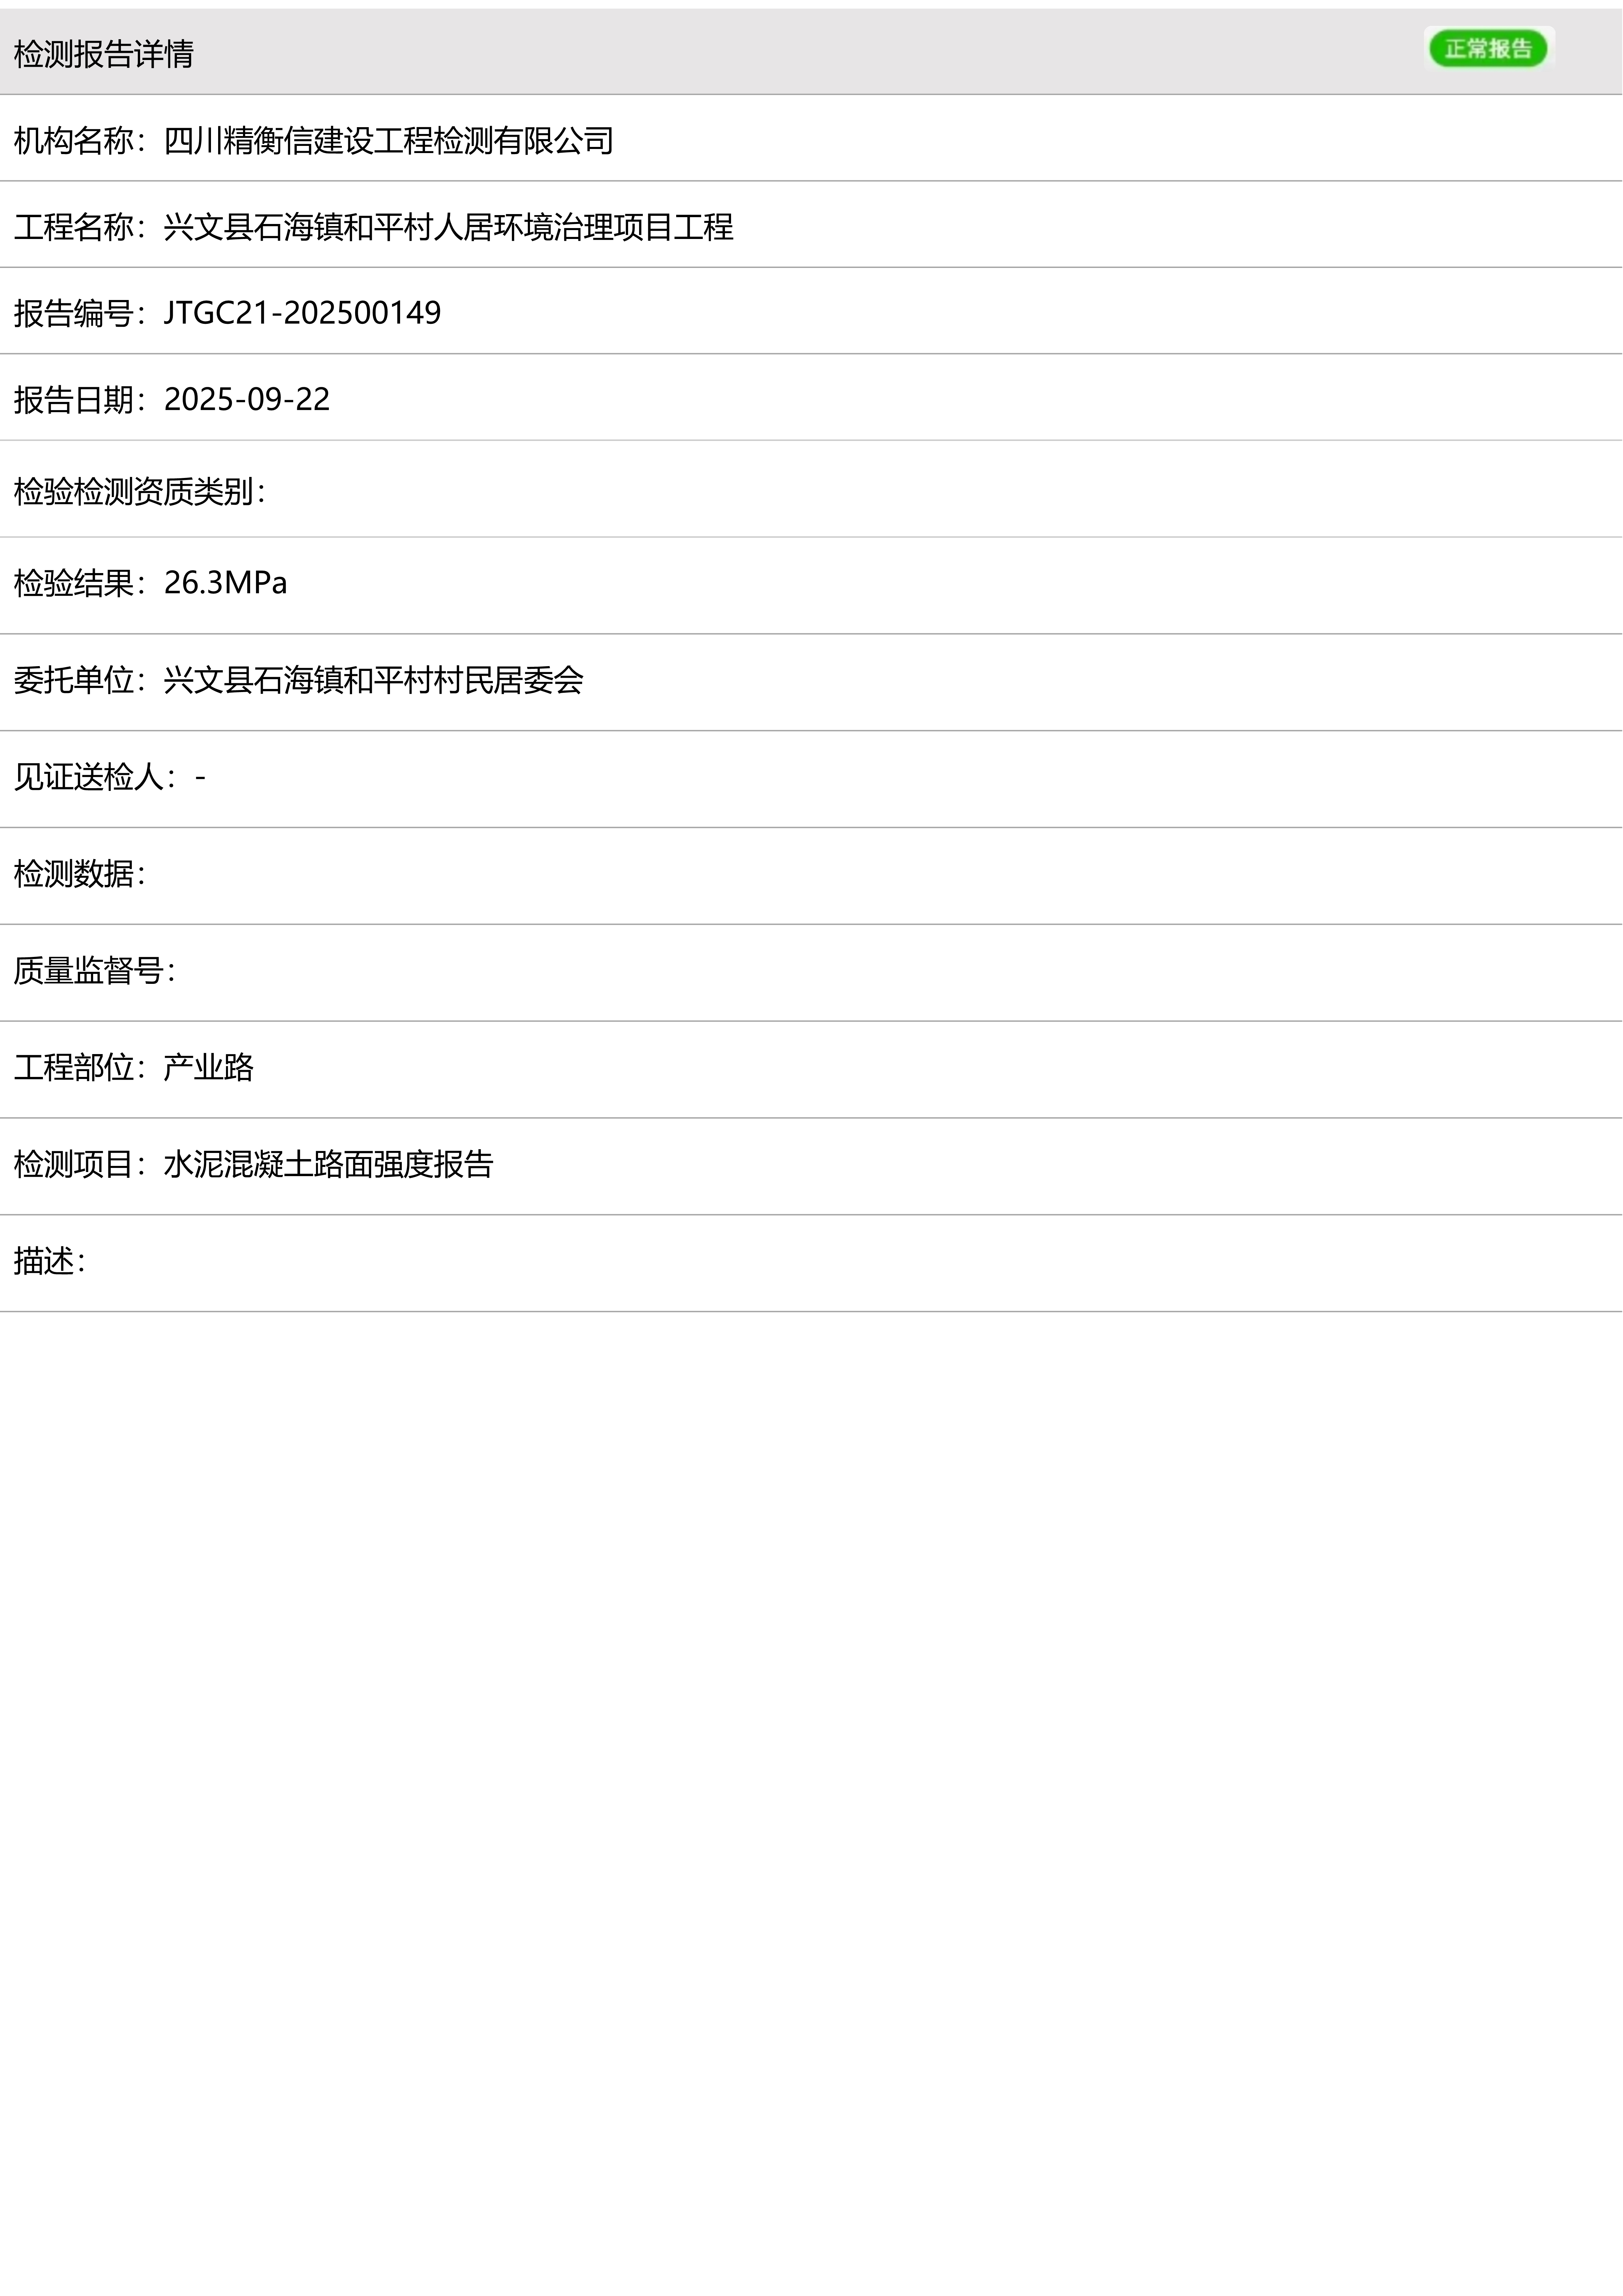 检测报告详情 正常报告
机构名称：四川精衡信建设工程检测有限公司
工程名称：兴文县石海镇和平村人居环境治理项目工程
报告编号：JTGC21-202500149
报告日期：2025-09-22
检验检测资质类别：
检验结果：26.3MPa
委托单位：兴文县石海镇和平村村民居委会
见证送检人：-
检测数据：
质量监督号：
工程部位：产业路
检测项目：水泥混凝土路面强度报告
描述：